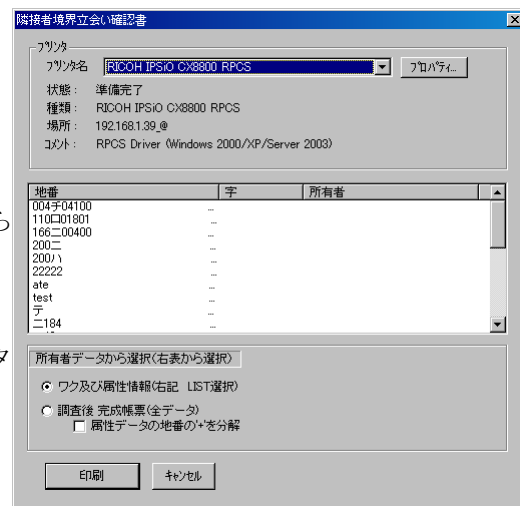 隣接者境界立会い確認書
プリンタ
プリンタ名 RICOH IPSiO CX8800 RPCS プロパティ...
状態： 準備完了
種類： RICOH IPSiO CX8800 RPCS
場所： 192.168.1.39_@
コメント： RPCS Driver (Windows 2000/XP/Server 2003)
地番 字 所有者
004子04100 ...
110口01801 ...
166二00400 ...
200二 ...
200ハ ...
22222 ...
ate ...
test ...
テ ...
二184 ...
ら
タ
所有者データから選択(右表から選択)
ワク及び属性情報(右記 LIST選択)
調査後 完成帳票(全データ)
属性データの地番の'+'を分解
印刷 キャンセル